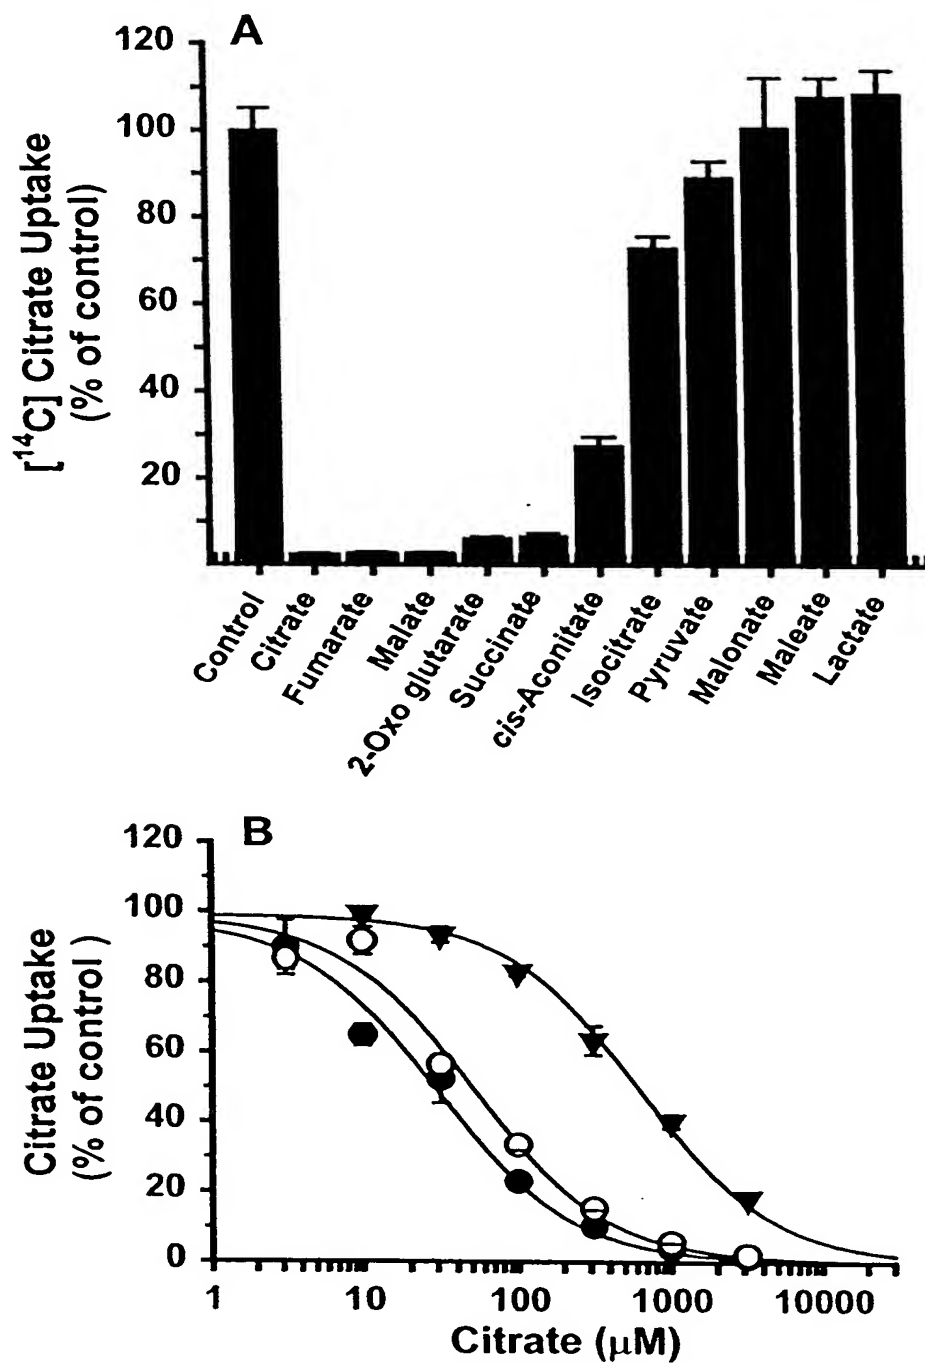 A
120
100
80
60
40
20
[¹⁴C] Citrate Uptake
(% of control)
Control
Citrate
Fumarate
Malate
2-Oxo glutarate
Succinate
cis-Aconitate
Isocitrate
Pyruvate
Malonate
Maleate
Lactate
B
120
100
80
60
40
20
0
Citrate Uptake
(% of control )
1 10 100 1000 10000
Citrate (μM)